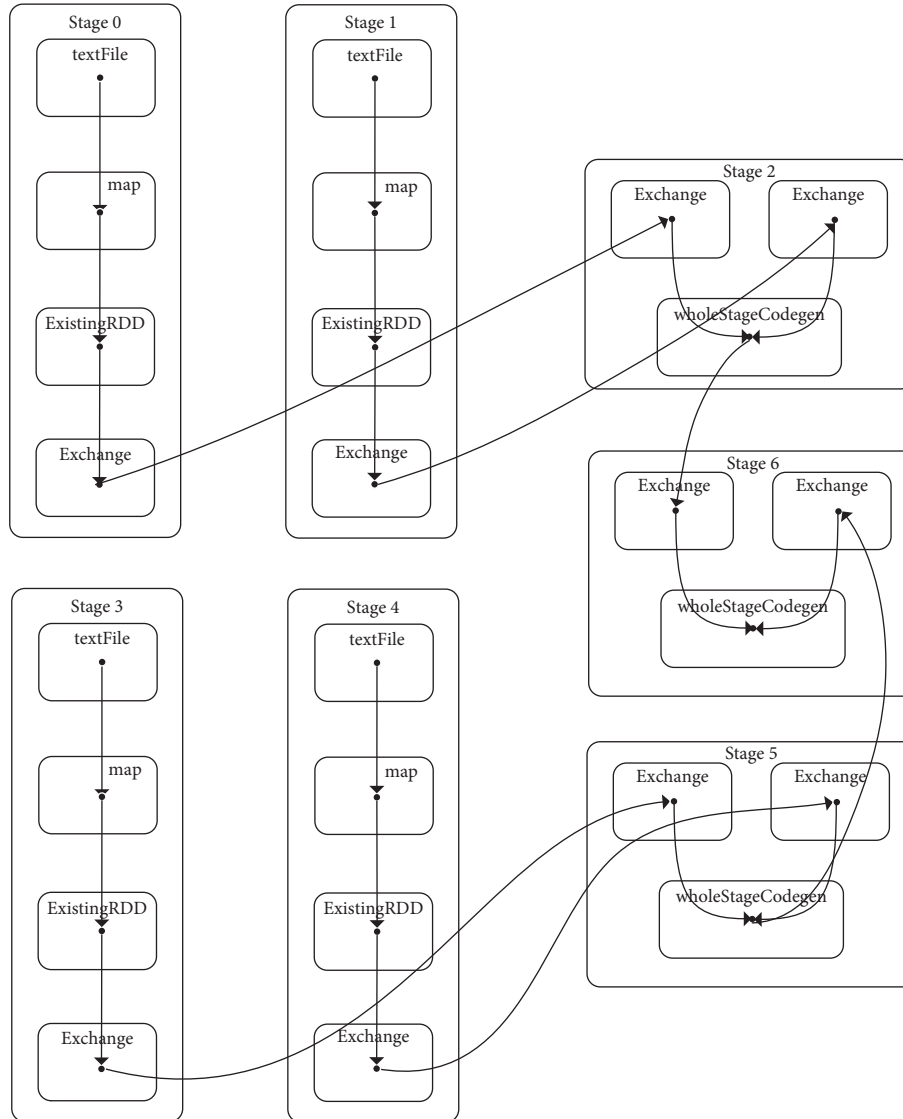 Stage 0
textFile
map
ExistingRDD
Exchange
Stage 1
textFile
map
ExistingRDD
Exchange
Stage 2
Exchange
Exchange
wholeStageCodegen
Stage 6
Exchange
Exchange
wholeStageCodegen
Stage 3
textFile
map
ExistingRDD
Exchange
Stage 4
textFile
map
ExistingRDD
Exchange
Stage 5
Exchange
Exchange
wholeStageCodegen